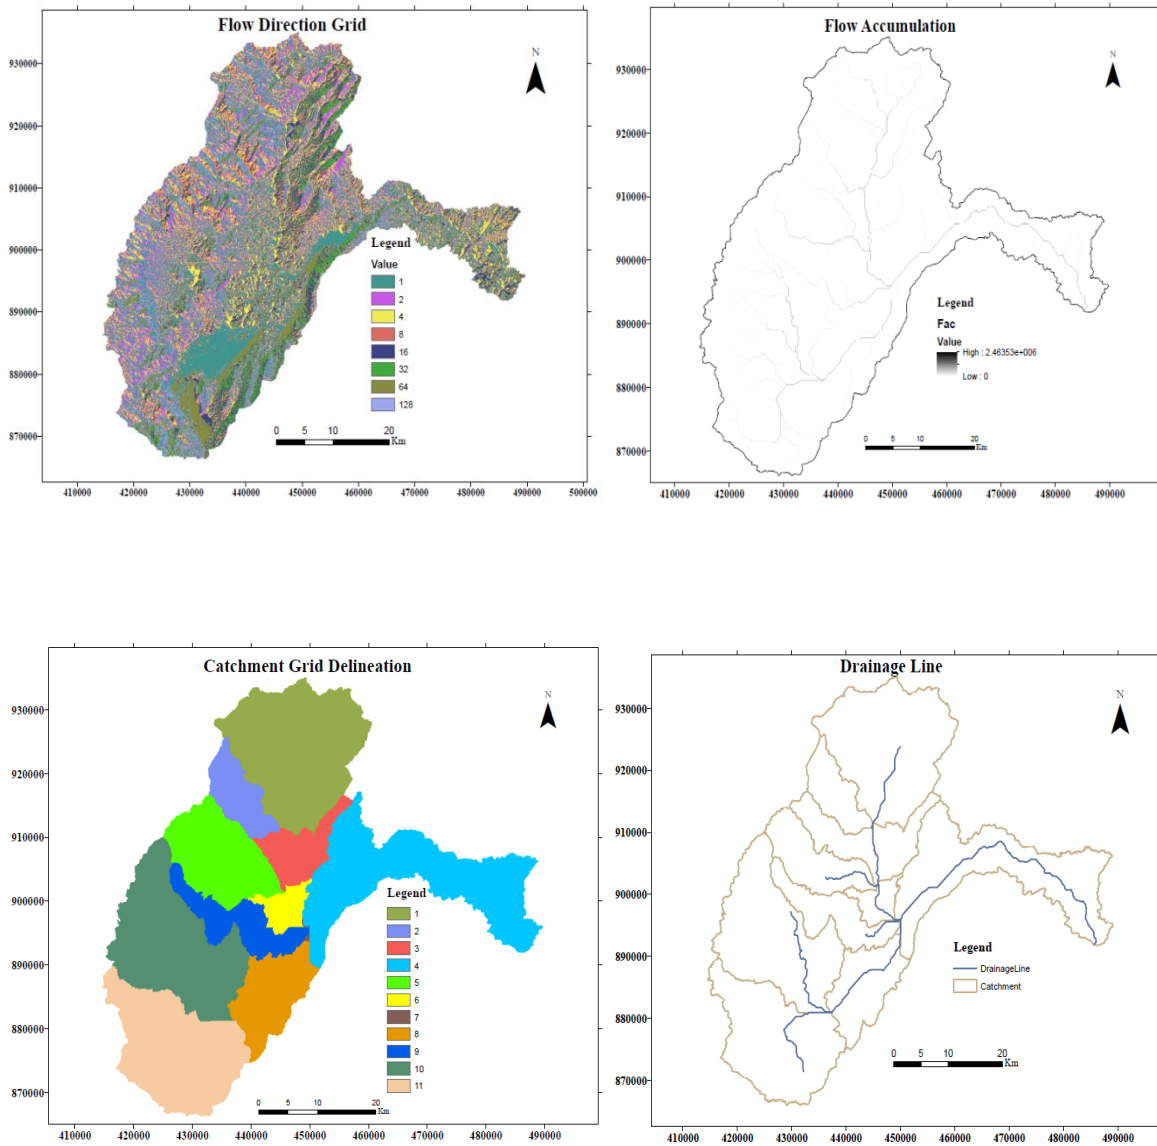 Flow Direction Grid
N
930000
920000
910000
900000
890000
880000
870000
Legend
Value
1
2
4
8
16
32
64
128
0 5 10 20
Km
410000 420000 430000 440000 450000 460000 470000 480000 490000 500000
Flow Accumulation
N
930000
920000
910000
900000
890000
880000
870000
Legend
Fac
Value
High : 2.46353e+006
Low : 0
0 5 10 20
Km
410000 420000 430000 440000 450000 460000 470000 480000 490000
Catchment Grid Delineation
N
930000
920000
910000
900000
890000
880000
870000
Legend
1
2
3
4
5
6
7
8
9
10
11
0 5 10 20
Km
410000 420000 430000 440000 450000 460000 470000 480000 490000
Drainage Line
N
930000
920000
910000
900000
890000
880000
870000
Legend
DrainageLine
Catchment
0 5 10 20
Km
410000 420000 430000 440000 450000 460000 470000 480000 490000